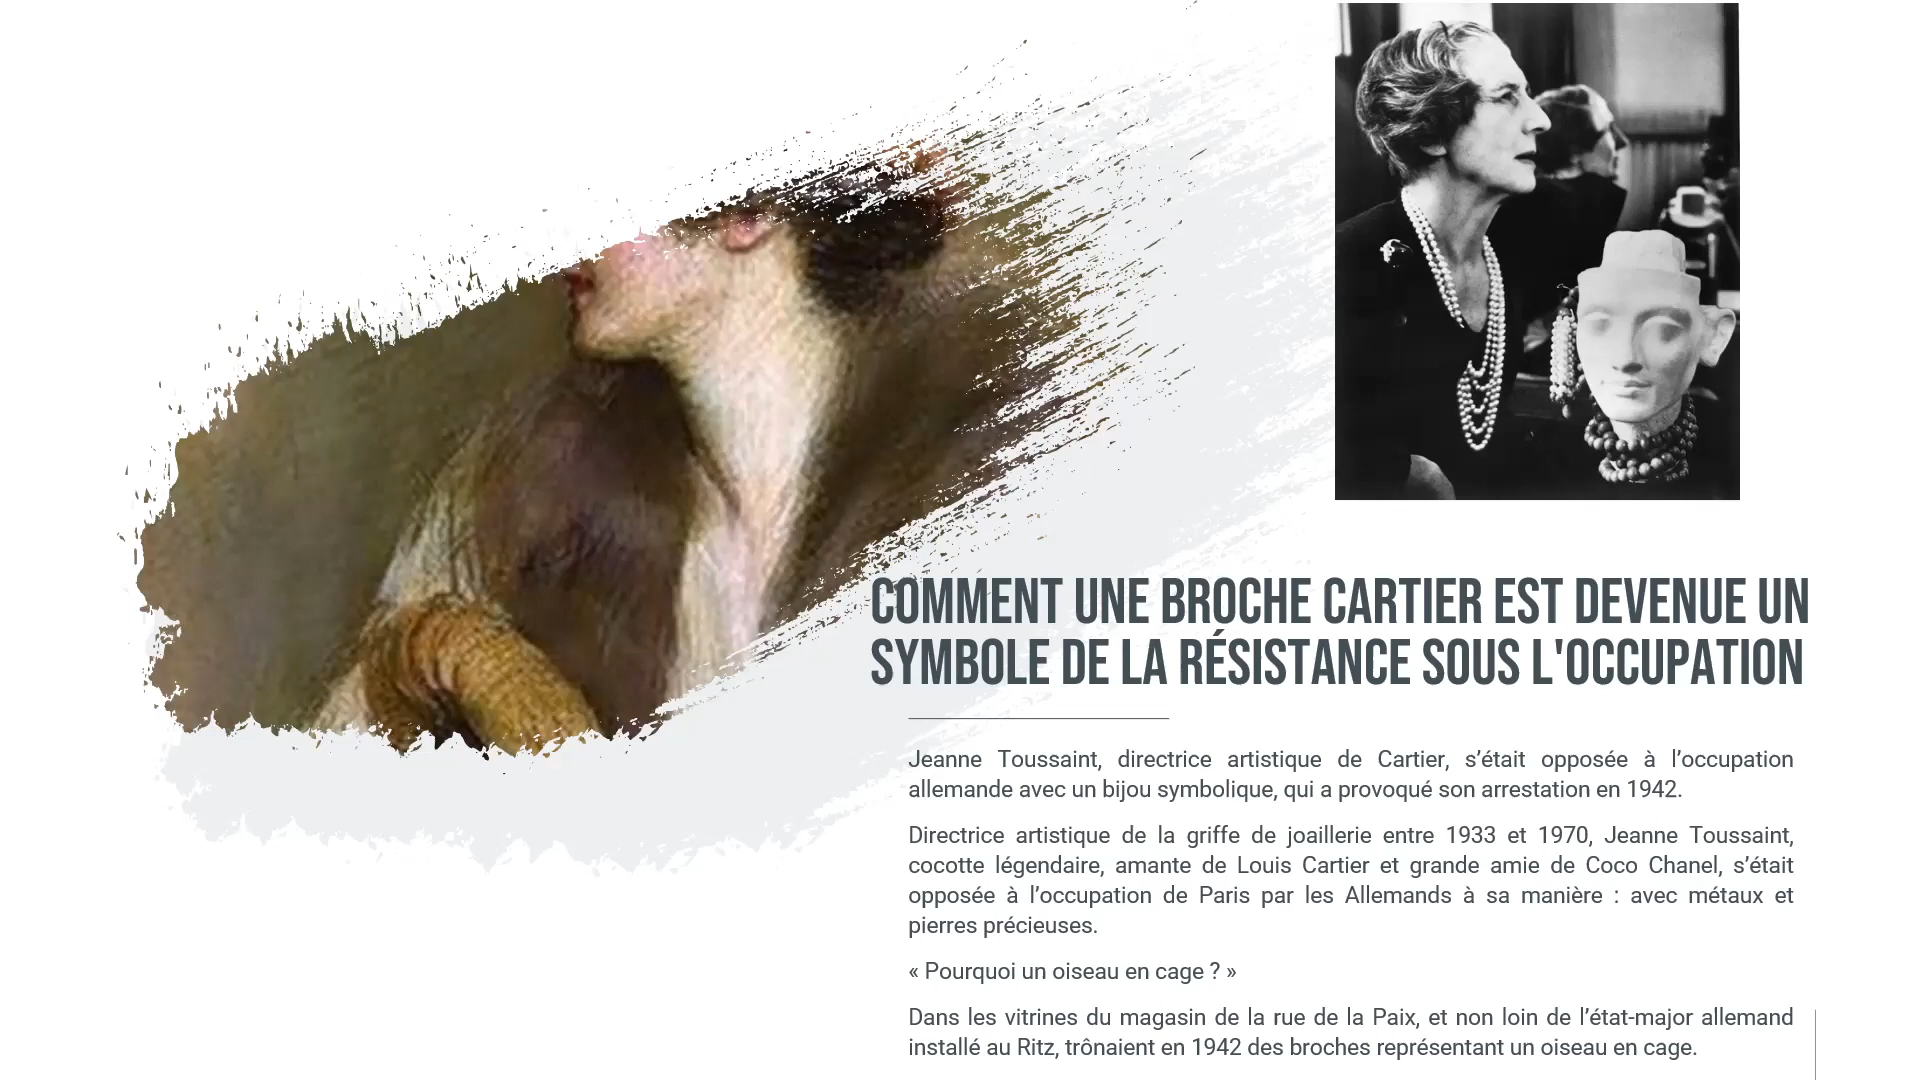 COMMENT UNE BROCHE CARTIER EST DEVENUE UN
SYMBOLE DE LA RÉSISTANCE SOUS L'OCCUPATION
Jeanne Toussaint, directrice artistique de Cartier, s’était opposée à l’occupation
allemande avec un bijou symbolique, qui a provoqué son arrestation en 1942.
Directrice artistique de la griffe de joaillerie entre 1933 et 1970, Jeanne Toussaint,
cocotte légendaire, amante de Louis Cartier et grande amie de Coco Chanel, s’était
opposée à l’occupation de Paris par les Allemands à sa manière : avec métaux et
pierres précieuses.
« Pourquoi un oiseau en cage ? »
Dans les vitrines du magasin de la rue de la Paix, et non loin de l’état-major allemand
installé au Ritz, trônaient en 1942 des broches représentant un oiseau en cage.